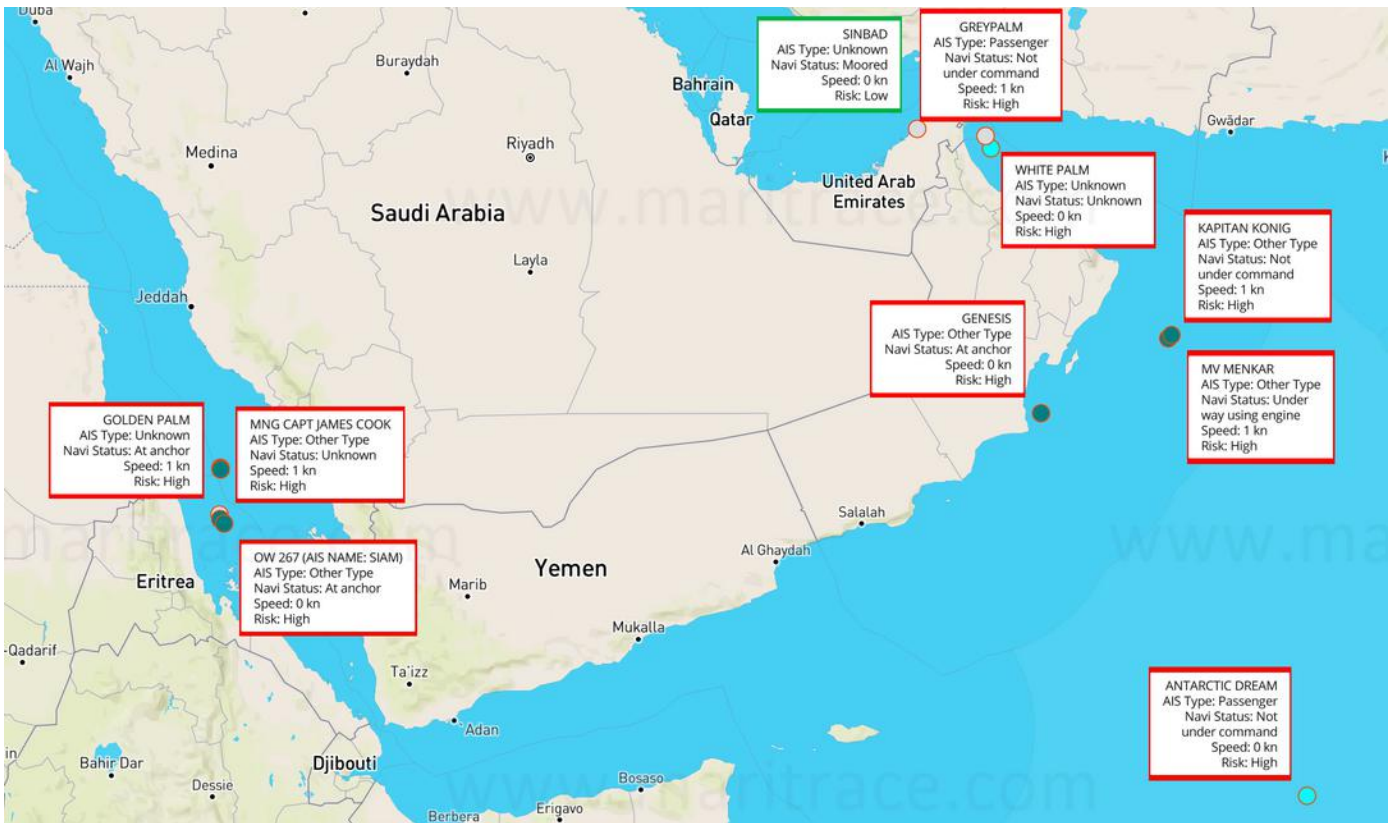 Duba
Al Wajh
Buraydah
Medina
Riyadh
Saudi Arabia
Layla
Jeddah
Bahrain
Qatar
United Arab
Emirates
Gwādar
SINBAD
AIS Type: Unknown
Navi Status: Moored
Speed: 0 kn
Risk: Low
GREYPALM
AIS Type: Passenger
Navi Status: Not
under command
Speed: 1 kn
Risk: High
WHITE PALM
AIS Type: Unknown
Navi Status: Unknown
Speed: 0 kn
Risk: High
KAPITAN KONIG
AIS Type: Other Type
Navi Status: Not
under command
Speed: 1 kn
Risk: High
GENESIS
AIS Type: Other Type
Navi Status: At anchor
Speed: 0 kn
Risk: High
MV MENKAR
AIS Type: Other Type
Navi Status: Under
way using engine
Speed: 1 kn
Risk: High
GOLDEN PALM
AIS Type: Unknown
Navi Status: At anchor
Speed: 1 kn
Risk: High
MNG CAPT JAMES COOK
AIS Type: Other Type
Navi Status: Unknown
Speed: 1 kn
Risk: High
OW 267 (AIS NAME: SIAM)
AIS Type: Other Type
Navi Status: At anchor
Speed: 0 kn
Risk: High
Eritrea
Yemen
Marib
Salalah
Al Ghaydah
Mukalla
-Qadarif
Ta'izz
Adan
Djibouti
Bahir Dar
Dessie
Bosaso
Erigavo
Berbera
ANTARCTIC DREAM
AIS Type: Passenger
Navi Status: Not
under command
Speed: 0 kn
Risk: High
www.maritrace.com